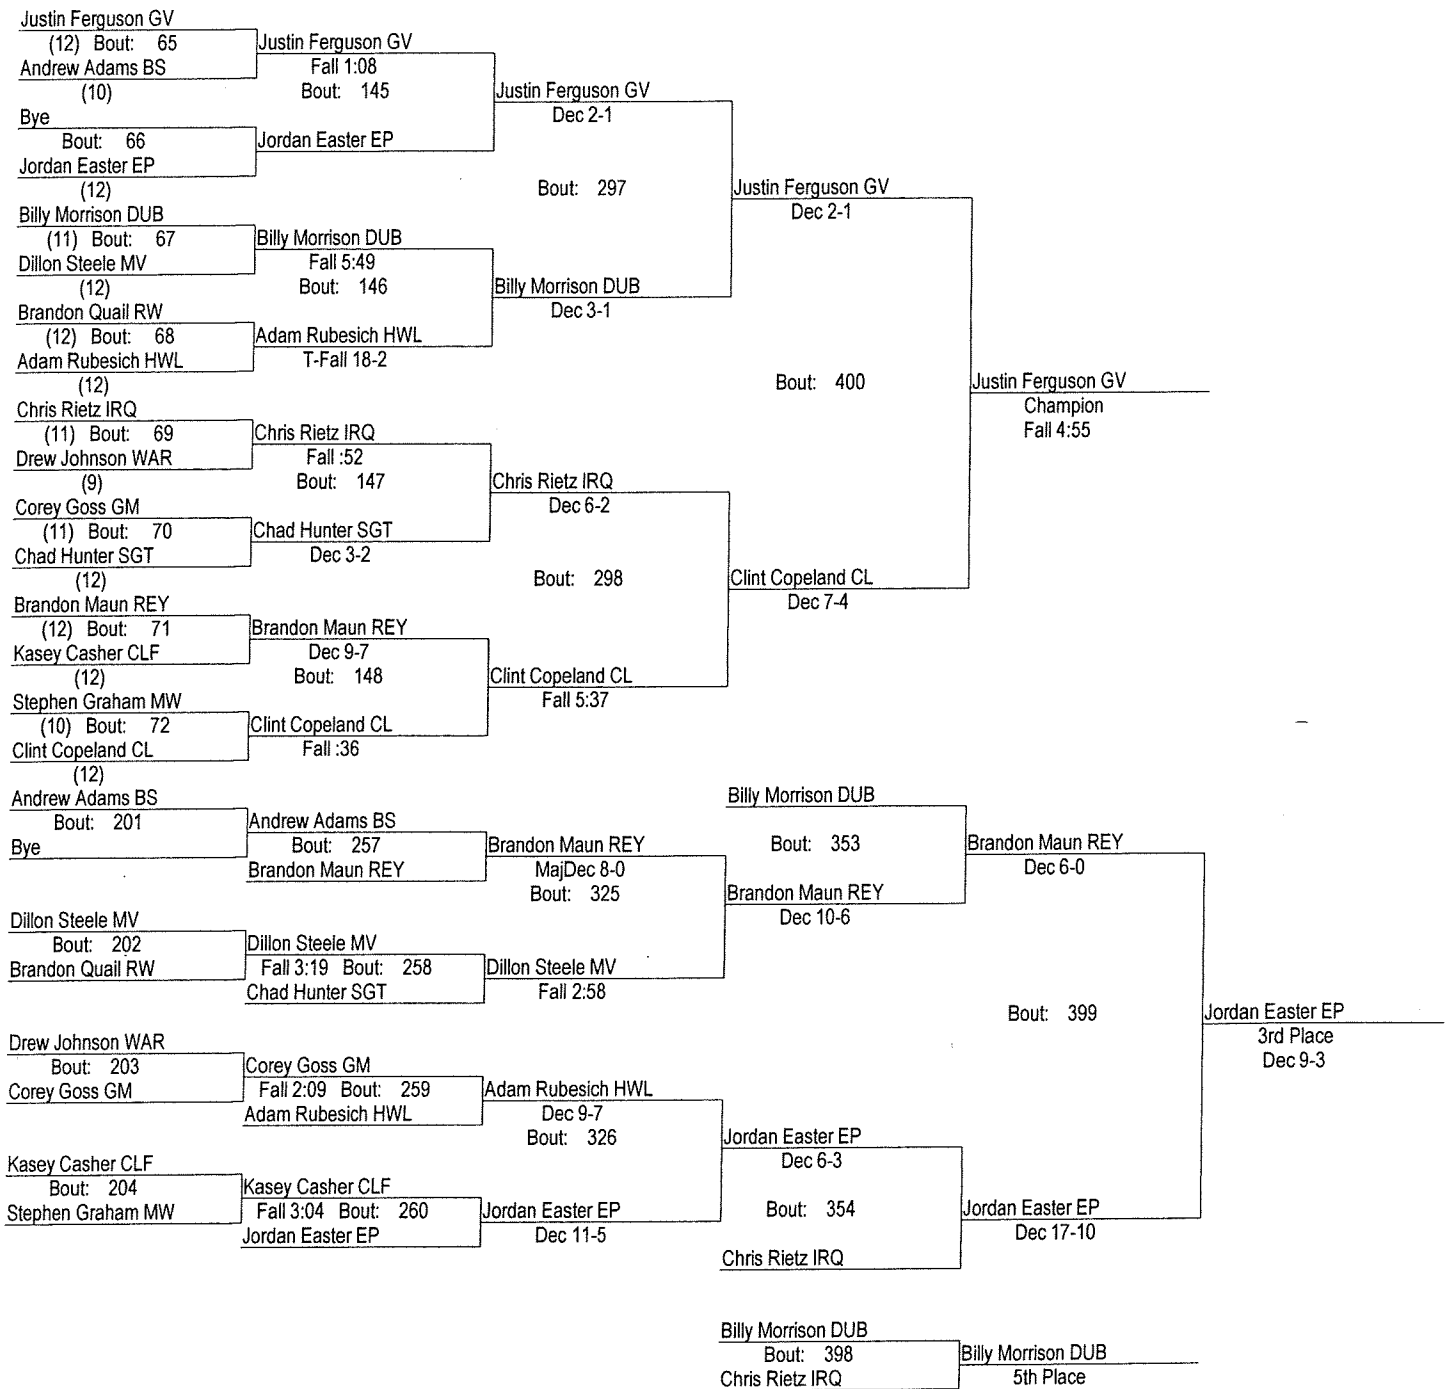 Justin Ferguson GV
(12) Bout: 65
Andrew Adams BS
(10)
Bye
Bout: 66
Jordan Easter EP
(12)
Billy Morrison DUB
(11) Bout: 67
Dillon Steele MV
(12)
Brandon Quail RW
(12) Bout: 68
Adam Rubesich HWL
(12)
Chris Rietz IRQ
(11) Bout: 69
Drew Johnson WAR
(9)
Corey Goss GM
(11) Bout: 70
Chad Hunter SGT
(12)
Brandon Maun REY
(12) Bout: 71
Kasey Casher CLF
(12)
Stephen Graham MW
(10) Bout: 72
Clint Copeland CL
(12)
Justin Ferguson GV
Fall 1:08
Bout: 145
Jordan Easter EP
Billy Morrison DUB
Fall 5:49
Bout: 146
Adam Rubesich HWL
T-Fall 18-2
Chris Rietz IRQ
Fall :52
Bout: 147
Chad Hunter SGT
Dec 3-2
Brandon Maun REY
Dec 9-7
Bout: 148
Clint Copeland CL
Fall :36
Justin Ferguson GV
Dec 2-1
Bout: 297
Billy Morrison DUB
Dec 3-1
Chris Rietz IRQ
Dec 6-2
Bout: 298
Clint Copeland CL
Fall 5:37
Justin Ferguson GV
Dec 2-1
Bout: 400
Clint Copeland CL
Dec 7-4
Justin Ferguson GV
Champion
Fall 4:55
Andrew Adams BS
Bout: 201
Bye
Dillon Steele MV
Bout: 202
Brandon Quail RW
Drew Johnson WAR
Bout: 203
Corey Goss GM
Kasey Casher CLF
Bout: 204
Stephen Graham MW
Andrew Adams BS
Bout: 257
Brandon Maun REY
Dillon Steele MV
Fall 3:19 Bout: 258
Chad Hunter SGT
Corey Goss GM
Fall 2:09 Bout: 259
Adam Rubesich HWL
Kasey Casher CLF
Fall 3:04 Bout: 260
Jordan Easter EP
Brandon Maun REY
MajDec 8-0
Bout: 325
Dillon Steele MV
Fall 2:58
Adam Rubesich HWL
Dec 9-7
Bout: 326
Jordan Easter EP
Dec 11-5
Billy Morrison DUB
Bout: 353
Brandon Maun REY
Dec 10-6
Jordan Easter EP
Dec 6-3
Bout: 354
Chris Rietz IRQ
Brandon Maun REY
Dec 6-0
Bout: 399
Jordan Easter EP
Dec 17-10
Jordan Easter EP
3rd Place
Dec 9-3
Billy Morrison DUB
Bout: 398
Chris Rietz IRQ
Billy Morrison DUB
5th Place